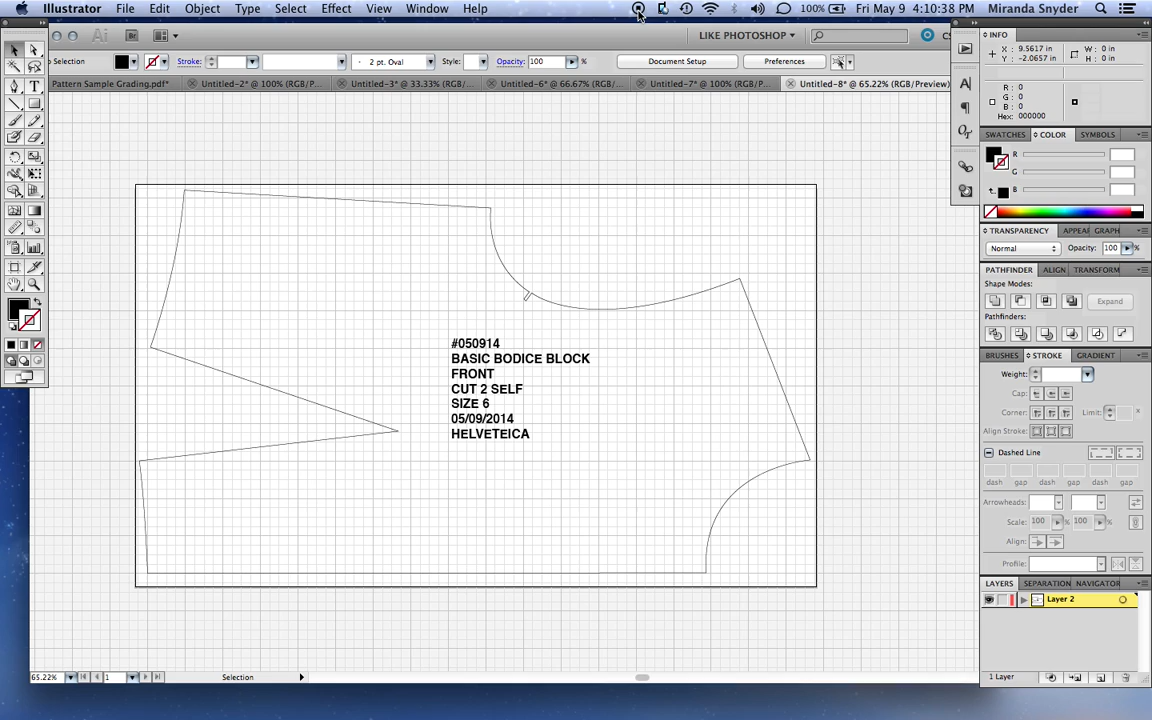 Illustrator File Edit Object Type Select Effect View Window Help 100% Fri May 9 4:10:38 PM Miranda Snyder
Ai Br LIKE PHOTOSHOP CS
Selection Stroke: 2 pt. Oval Style: Opacity: 100 % Document Setup Preferences
Pattern Sample Grading.pdf* Untitled-2* @ 100% (RGB/... Untitled-3* @ 33.33% (RGB/... Untitled-6* @ 66.67% (RGB/... Untitled-7* @ 100% (RGB/P... Untitled-8* @ 65.22% (RGB/Preview)
INFO
X : 9.5617 in
Y : -2.0657 in
W : 0 in
H : 0 in
R : 0
G : 0
B : 0
Hex: 000000
SWATCHES COLOR SYMBOLS
R
G
B
TRANSPARENCY APPEA GRAPH
Normal Opacity: 100
PATHFINDER ALIGN TRANSFORM
Shape Modes:
Expand
Pathfinders:
BRUSHES STROKE GRADIENT
Weight:
Cap:
Corner: Limit: x
Align Stroke:
Dashed Line
dash gap dash gap dash gap
Arrowheads:
Scale: 100 % 100 %
Align:
Profile:
LAYERS SEPARATION NAVIGATOR
Layer 2
1 Layer
#050914
BASIC BODICE BLOCK
FRONT
CUT 2 SELF
SIZE 6
05/09/2014
HELVETEICA
65.22% 1 Selection